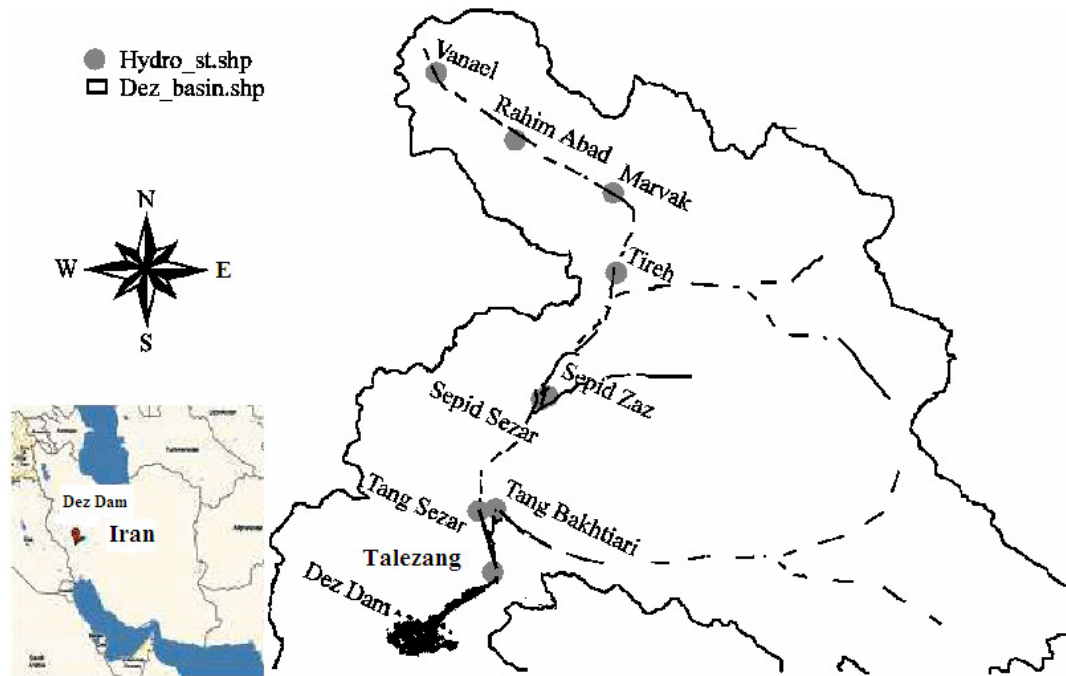 Hydro_st.shp
Dez_basin.shp
Vanael
Rahim Abad
Marvak
N
W
E
S
Tireh
Sepid Zaz
Sepid Sezar
Tang Sezar
Tang Bakhtiari
Talezang
Dez Dam
Dez Dam
Iran